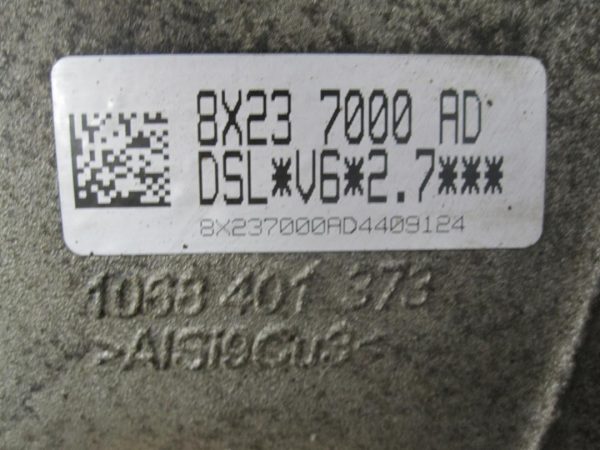 8X23 7000 AD
DSL*V6*2.7***
8X237000AD4409124
1068 401 373
>AlSi9Cu3<